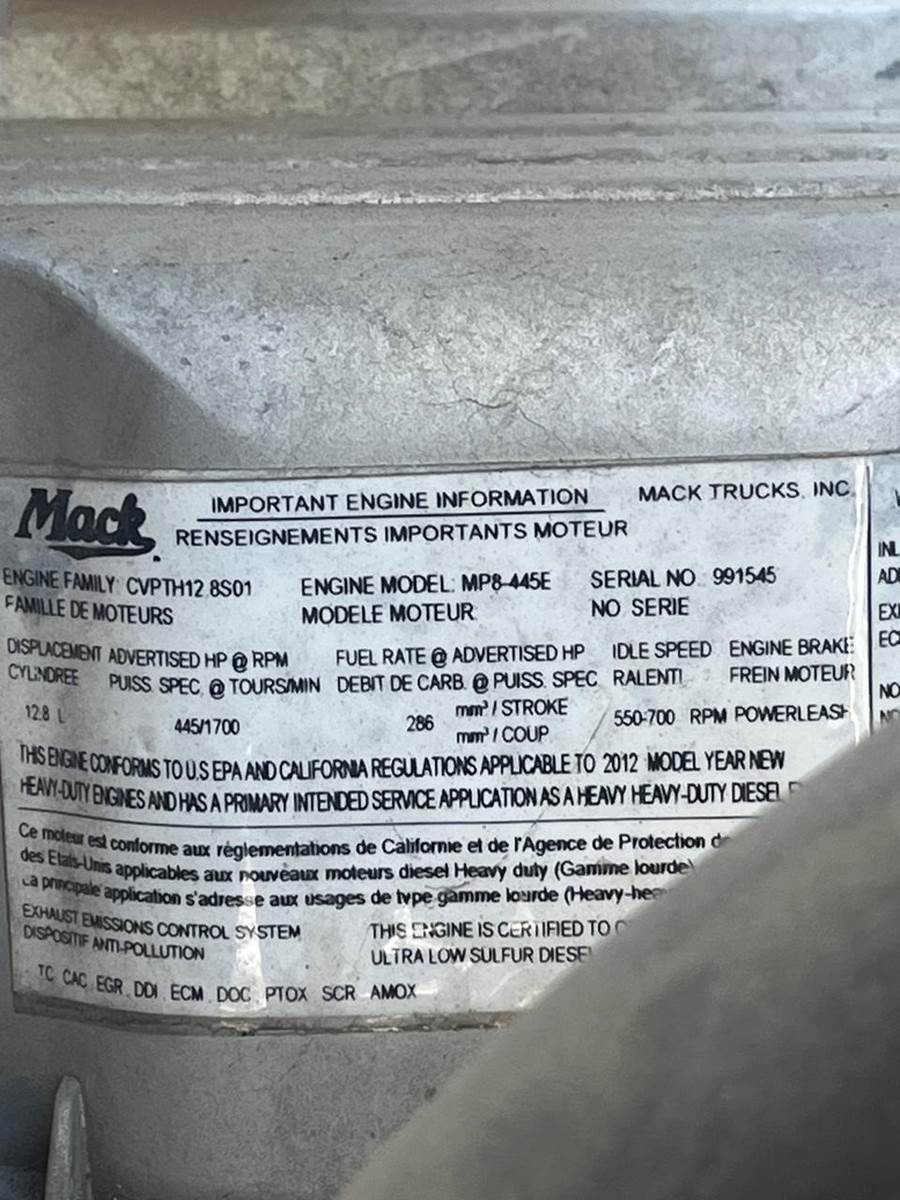 Mack
IMPORTANT ENGINE INFORMATION MACK TRUCKS, INC.
RENSEIGNEMENTS IMPORTANTS MOTEUR
ENGINE FAMILY: CVPTH12.8S01 ENGINE MODEL: MP8-445E SERIAL NO. 991545
FAMILLE DE MOTEURS MODELE MOTEUR NO SERIE
DISPLACEMENT ADVERTISED HP @ RPM FUEL RATE @ ADVERTISED HP IDLE SPEED ENGINE BRAKE
CYLINDREE PUISS. SPEC. @ TOURS/MIN DEBIT DE CARB. @ PUISS. SPEC. RALENTI FREIN MOTEUR
12.8 L 445/1700 286 mm³ / STROKE 550-700 RPM POWERLEASH
mm³ / COUP
THIS ENGINE CONFORMS TO U.S EPA AND CALIFORNIA REGULATIONS APPLICABLE TO 2012 MODEL YEAR NEW
HEAVY-DUTY ENGINES AND HAS A PRIMARY INTENDED SERVICE APPLICATION AS A HEAVY HEAVY-DUTY DIESEL
Ce moteur est conforme aux réglementations de Californie et de l'Agence de Protection
des Etats-Unis applicables aux nouveaux moteurs diesel Heavy duty (Gamme lourde)
La principale application s'adresse aux usages de type gamme lourde
EXHAUST EMISSIONS CONTROL SYSTEM THIS ENGINE IS CERTIFIED TO
DISPOSITIF ANTI-POLLUTION ULTRA LOW SULFUR DIESEL
TC CAC EGR DDI ECM DOC PTOX SCR AMOX